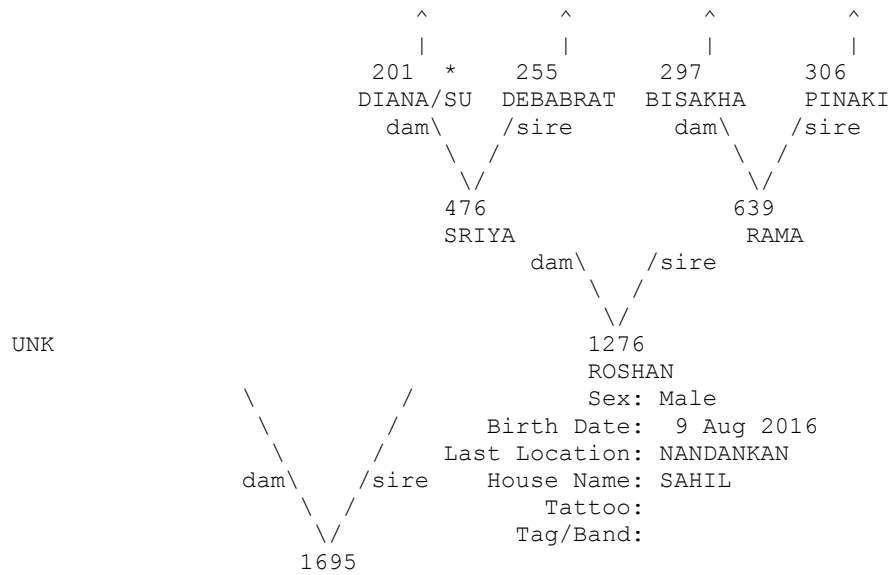 ^ ^ ^ ^
| | | |
201 * 255 297 306
DIANA/SU DEBABRAT BISAKHA PINAKI
dam\ /sire dam\ /sire
\ / \ /
\/ \/
476 639
SRIYA RAMA
dam\ /sire
\ /
\/
UNK 1276
ROSHAN
\ / Sex: Male
\ / Birth Date: 9 Aug 2016
\ / Last Location: NANDANKAN
dam\ /sire House Name: SAHIL
\ / Tattoo:
\/ Tag/Band:
1695